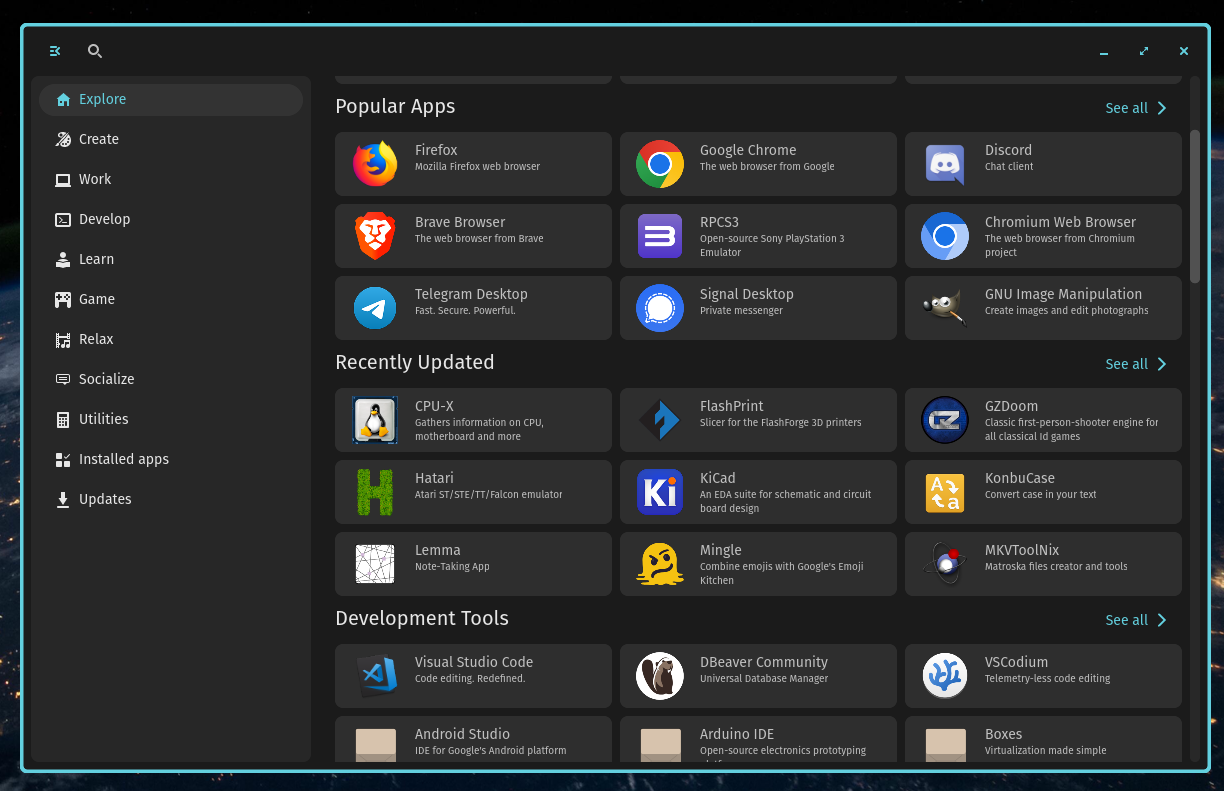 Explore
Create
Work
Develop
Learn
Game
Relax
Socialize
Utilities
Installed apps
Updates
Popular Apps
See all
Firefox
Mozilla Firefox web browser
Google Chrome
The web browser from Google
Discord
Chat client
Brave Browser
The web browser from Brave
RPCS3
Open-source Sony PlayStation 3
Emulator
Chromium Web Browser
The web browser from Chromium
project
Telegram Desktop
Fast. Secure. Powerful.
Signal Desktop
Private messenger
GNU Image Manipulation
Create images and edit photographs
Recently Updated
See all
CPU-X
Gathers information on CPU,
motherboard and more
FlashPrint
Slicer for the FlashForge 3D printers
GZDoom
Classic first-person-shooter engine for
all classical Id games
Hatari
Atari ST/STE/TT/Falcon emulator
Ki
KiCad
An EDA suite for schematic and circuit
board design
A
a
KonbuCase
Convert case in your text
Lemma
Note-Taking App
Mingle
Combine emojis with Google's Emoji
Kitchen
MKVToolNix
Matroska files creator and tools
Development Tools
See all
Visual Studio Code
Code editing. Redefined.
DBeaver Community
Universal Database Manager
VSCodium
Telemetry-less code editing
Android Studio
IDE for Google's Android platform
Arduino IDE
Open-source electronics prototyping
Boxes
Virtualization made simple